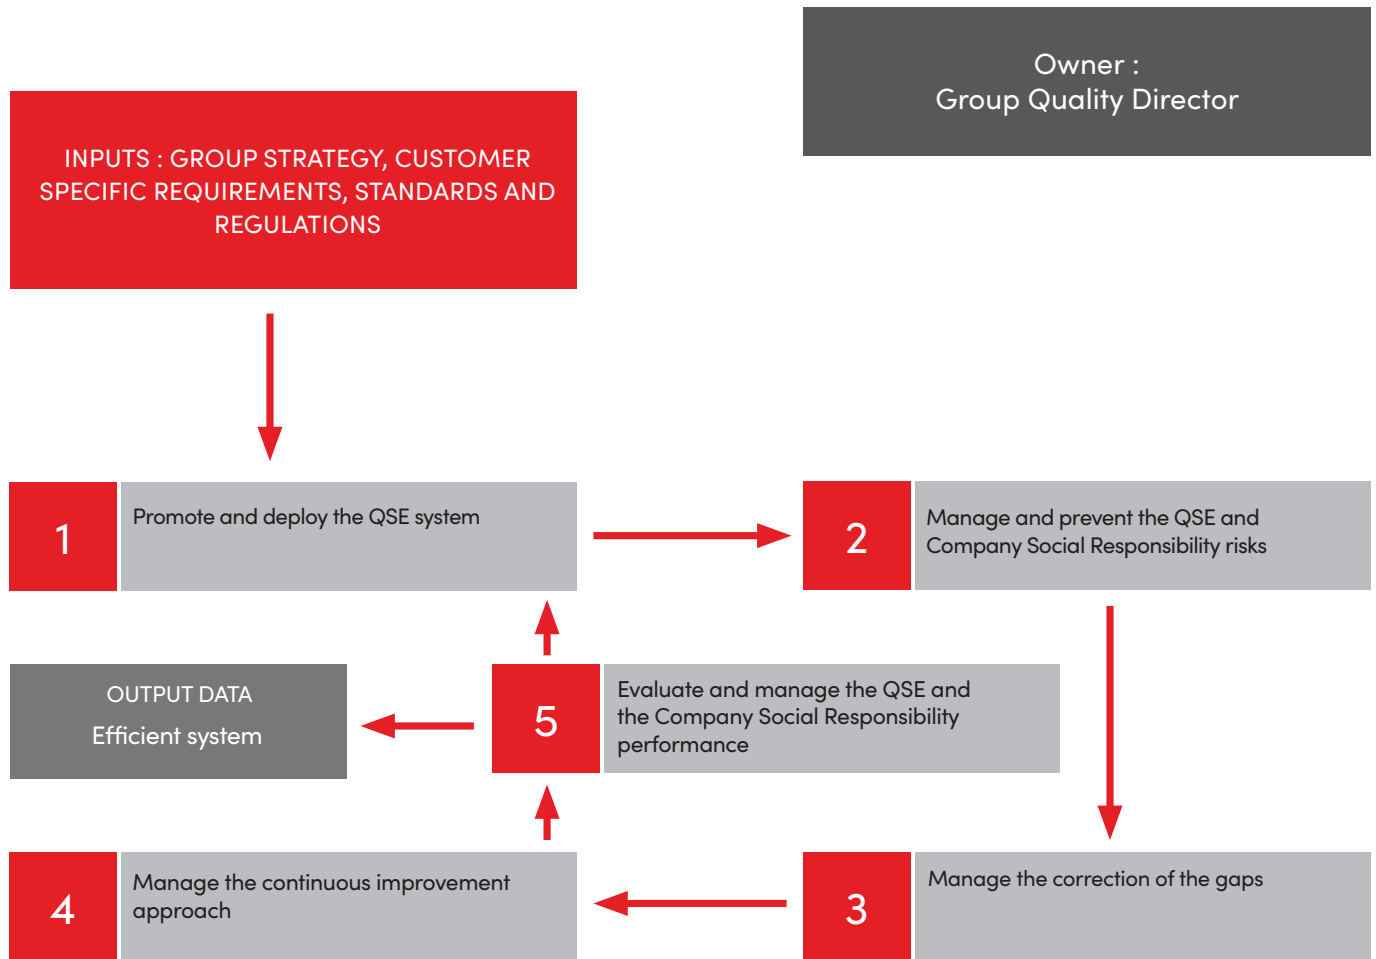 Owner :
Group Quality Director
INPUTS : GROUP STRATEGY, CUSTOMER
SPECIFIC REQUIREMENTS, STANDARDS AND
REGULATIONS
1
Promote and deploy the QSE system
2
Manage and prevent the QSE and
Company Social Responsibility risks
OUTPUT DATA
Efficient system
5
Evaluate and manage the QSE and
the Company Social Responsibility
performance
4
Manage the continuous improvement
approach
3
Manage the correction of the gaps